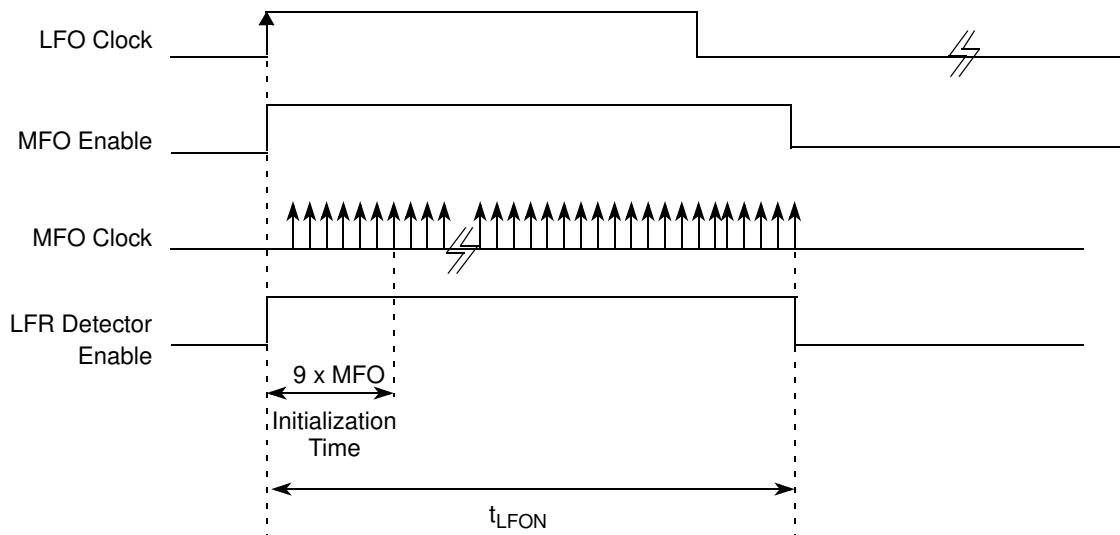 LFO Clock
MFO Enable
MFO Clock
LFR Detector
Enable
9 x MFO
Initialization
Time
tLFON